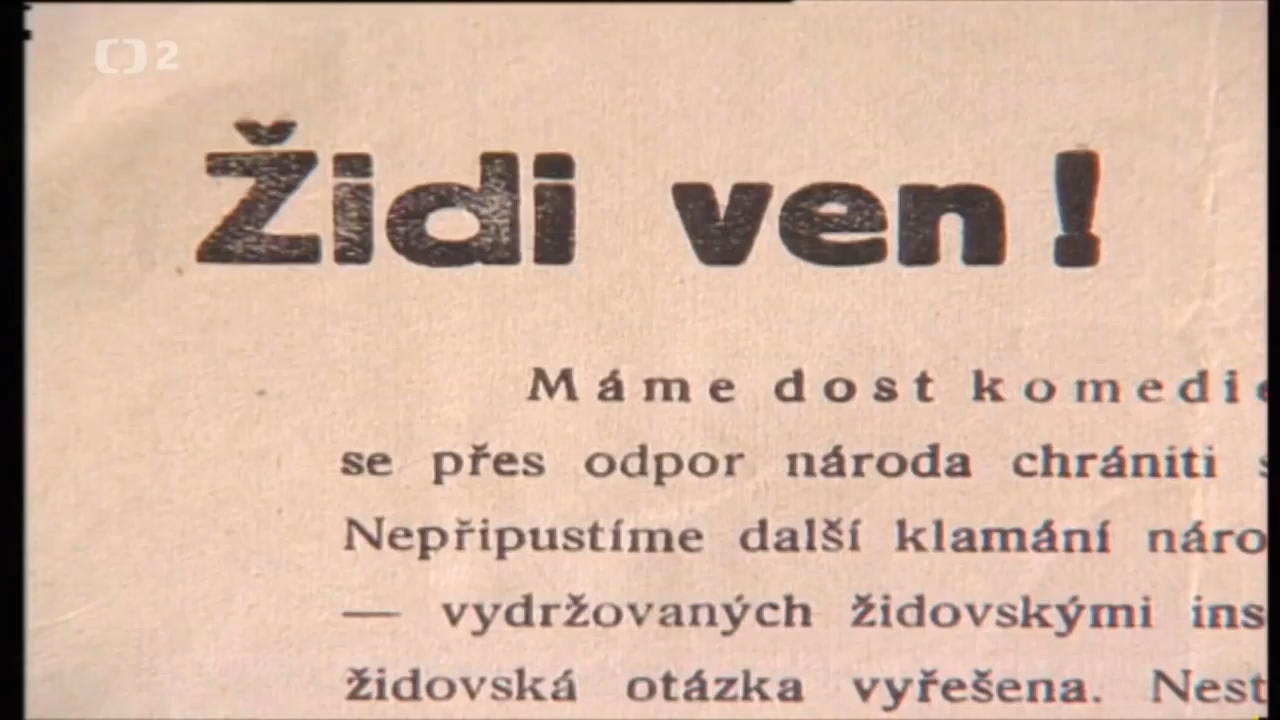 2
Židi ven!
Máme dost
se přes odpor národa chrániti
Nepřipustíme další klamání
— vydržovaných židovskými
židovská otázka vyřešena.